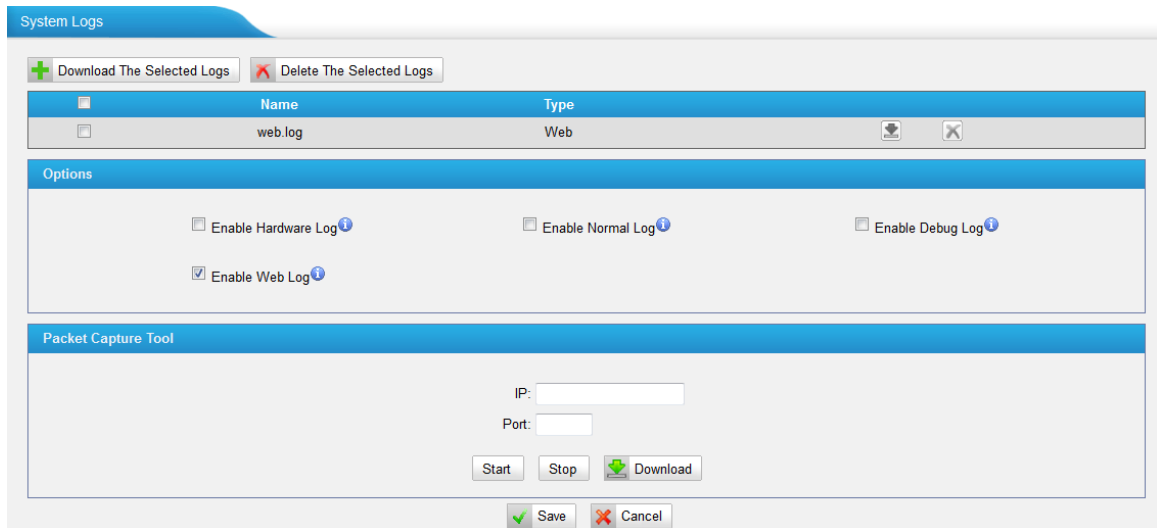 System Logs
Download The Selected Logs Delete The Selected Logs
Name Type
web.log Web
Options
Enable Hardware Log Enable Normal Log Enable Debug Log
Enable Web Log
Packet Capture Tool
IP:
Port:
Start Stop Download
Save Cancel